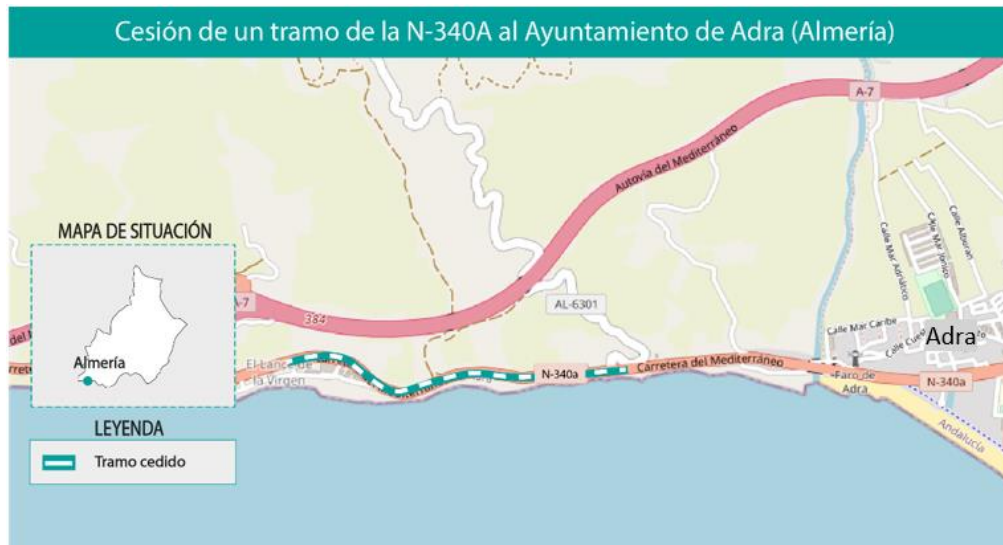 Cesión de un tramo de la N-340A al Ayuntamiento de Adra (Almería)
A-7
Autovía del Mediterráneo
Calle Alborán
Calle Mar Jónico
Calle Mar Adriático
MAPA DE SITUACIÓN
Almería
A-7
384
AL-6301
Calle Mar Caribe
Adra
El Lance de
la Virgen
N-340a
Carretera del Mediterráneo
Faro de
Adra
N-340a
Andalucía
LEYENDA
Tramo cedido